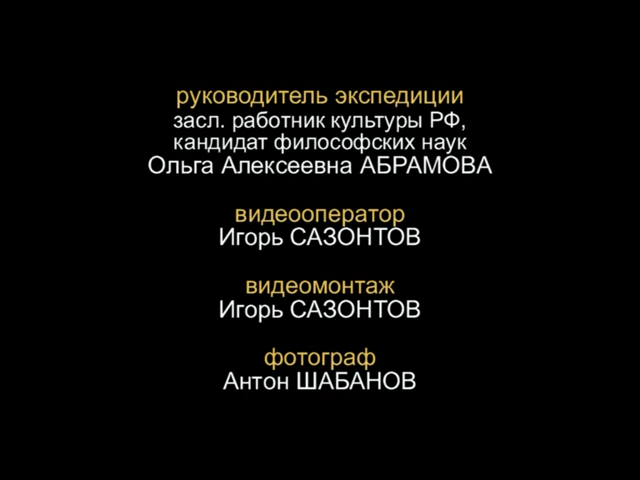 руководитель экспедиции
засл. работник культуры РФ,
кандидат философских наук
Ольга Алексеевна АБРАМОВА
видеооператор
Игорь САЗОНТОВ
видеомонтаж
Игорь САЗОНТОВ
фотограф
Антон ШАБАНОВ